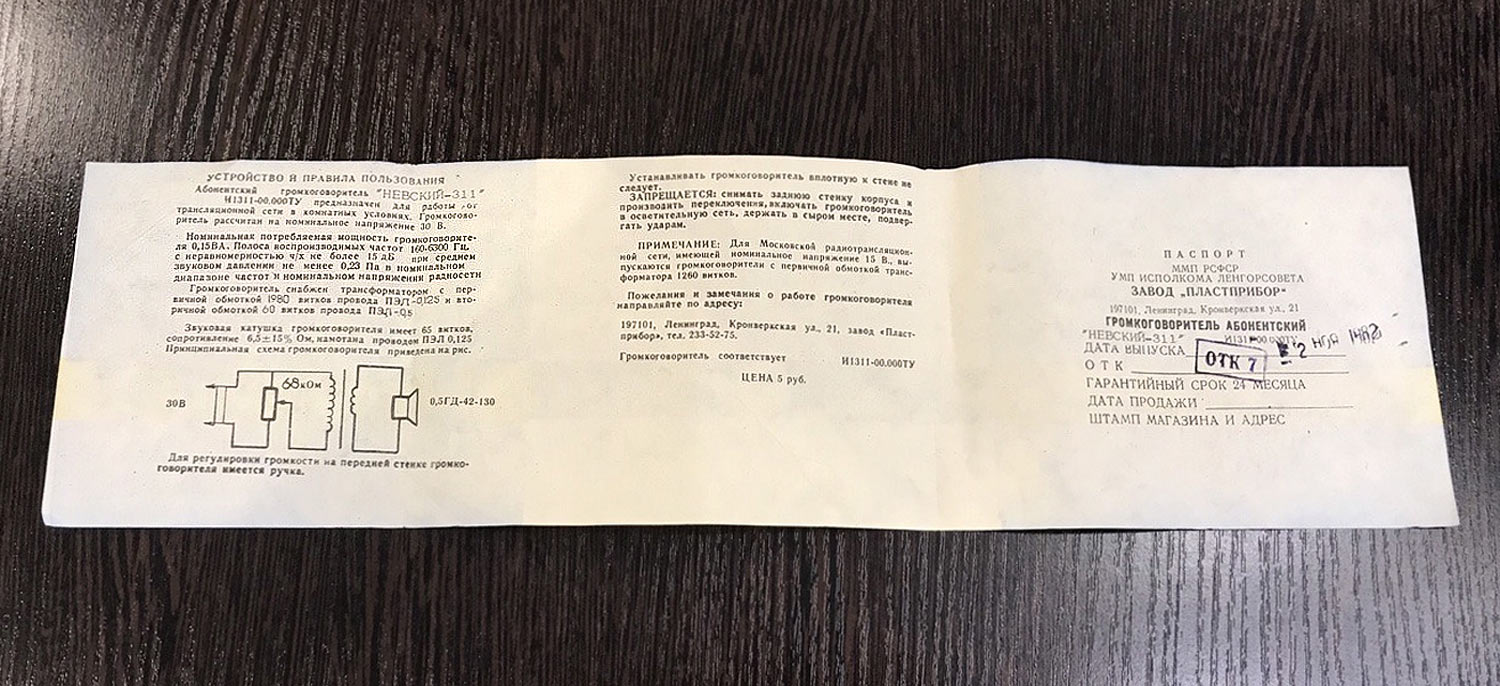 УСТРОЙСТВО И ПРАВИЛА ПОЛЬЗОВАНИЯ
Абонентский громкоговоритель "НЕВСКИЙ-311"
И1311-00.000ТУ предназначен для работы от
трансляционной сети в комнатных условиях. Громкогово-
ритель рассчитан на номинальное напряжение 30 В.
Номинальная потребляемая мощность громкоговорите-
ля 0,15ВА. Полоса воспроизводимых частот 160-6300 Гц.
с неравномерностью ч/х не более 15 дБ при среднем
звуковом давлении не менее 0,23 Па в номинальном
диапазоне частот и номинальном напряжении радиосети
Громкоговоритель снабжен трансформатором с пер-
вичной обмоткой 1980 витков провода ПЭЛ-0,125 и вто-
ричной обмоткой 60 витков провода ПЭЛ-0,5
Звуковая катушка громкоговорителя имеет 65 витков,
сопротивление 6,5±15% Ом, намотана проводом ПЭЛ 0,125
Принципиальная схема громкоговорителя приведена на рис.
68кОм
30В
0,5ГД-42-130
Для регулировки громкости на передней стенке громко-
говорителя имеется ручка.
Устанавливать громкоговоритель вплотную к стене не
следует.
ЗАПРЕЩАЕТСЯ: снимать заднюю стенку корпуса и
производить переключения, включать громкоговоритель
в осветительную сеть, держать в сыром месте, подвер-
гать ударам.
ПРИМЕЧАНИЕ: Для Московской радиотрансляцион-
ной сети, имеющей номинальное напряжение 15 В., вы-
пускаются громкоговорители с первичной обмоткой транс-
форматора 1260 витков.
Пожелания и замечания о работе громкоговорителя
направляйте по адресу:
197101, Ленинград, Кронверкская ул., 21, завод «Пласт-
прибор», тел. 233-52-75.
Громкоговоритель соответствует И1311-00.000ТУ
ЦЕНА 5 руб.
ПАСПОРТ
ММП РСФСР
УМП ИСПОЛКОМА ЛЕНГОРСОВЕТА
ЗАВОД „ПЛАСТПРИБОР"
197101, Ленинград, Кронверкская ул., 21
ГРОМКОГОВОРИТЕЛЬ АБОНЕНТСКИЙ
"НЕВСКИЙ-311" И1311-00.000ТУ
ДАТА ВЫПУСКА 2 НОЯ
ОТК ОТК 7
ГАРАНТИЙНЫЙ СРОК 24 МЕСЯЦА
ДАТА ПРОДАЖИ
ШТАМП МАГАЗИНА И АДРЕС